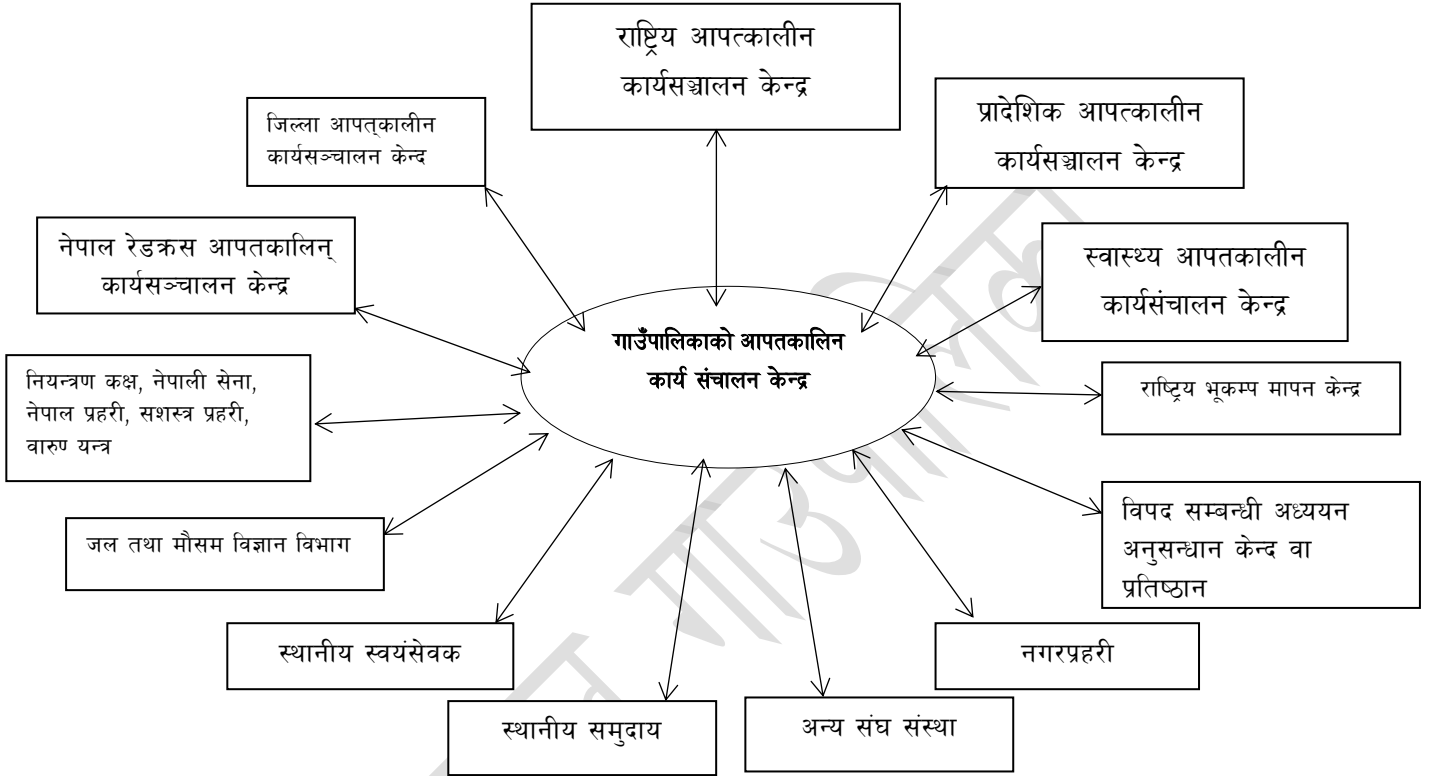 राष्ट्रिय आपत्कालीन
कार्यसञ्चालन केन्द्र
जिल्ला आपत्कालीन
कार्यसञ्चालन केन्द
प्रादेशिक आपत्कालीन
कार्यसञ्चालन केन्द्र
नेपाल रेडक्रस आपतकालिन्
कार्यसञ्चालन केन्द्र
स्वास्थ्य आपतकालीन
कार्यसंचालन केन्द्र
गाउँपालिकाको आपतकालिन
कार्य संचालन केन्द्र
नियन्त्रण कक्ष, नेपाली सेना,
नेपाल प्रहरी, सशस्त्र प्रहरी,
वारुण यन्त्र
राष्ट्रिय भूकम्प मापन केन्द्र
जल तथा मौसम विज्ञान विभाग
विपद सम्बन्धी अध्ययन
अनुसन्धान केन्द वा
प्रतिष्ठान
स्थानीय स्वयंसेवक
नगरप्रहरी
स्थानीय समुदाय
अन्य संघ संस्था